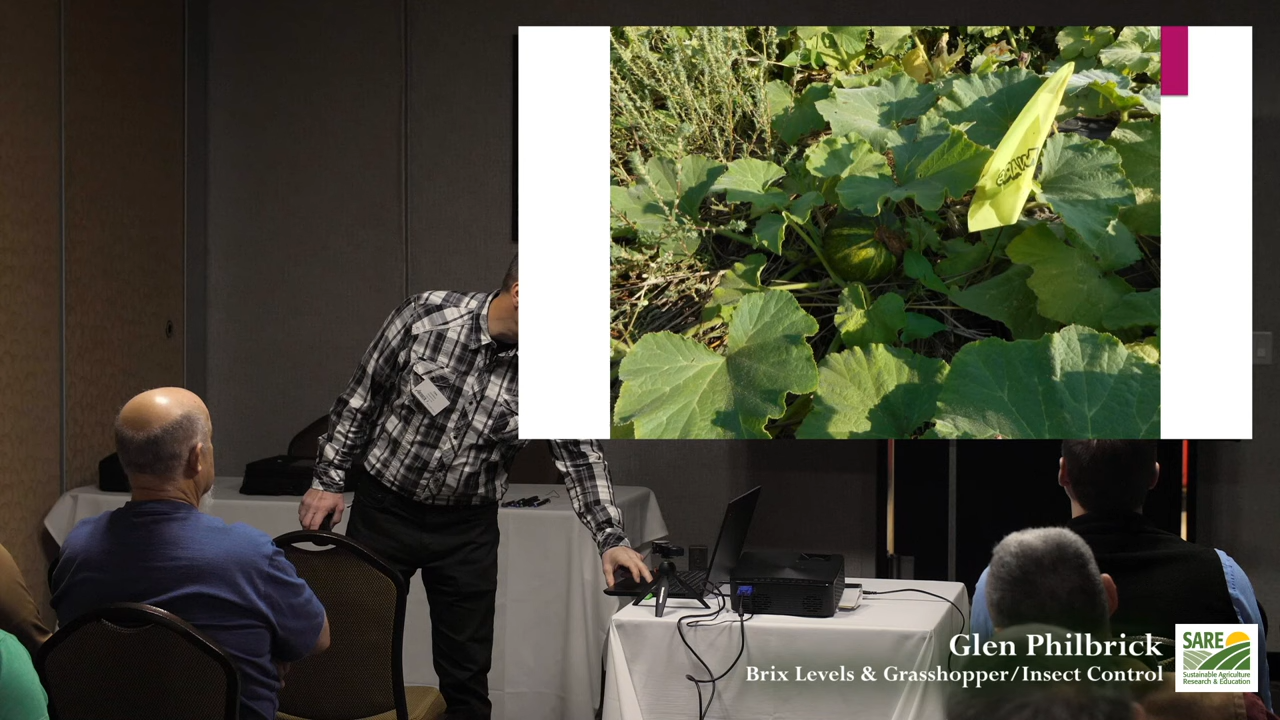 Glen Philbrick
Brix Levels & Grasshopper/Insect Control
SARE
Sustainable Agriculture
Research & Education